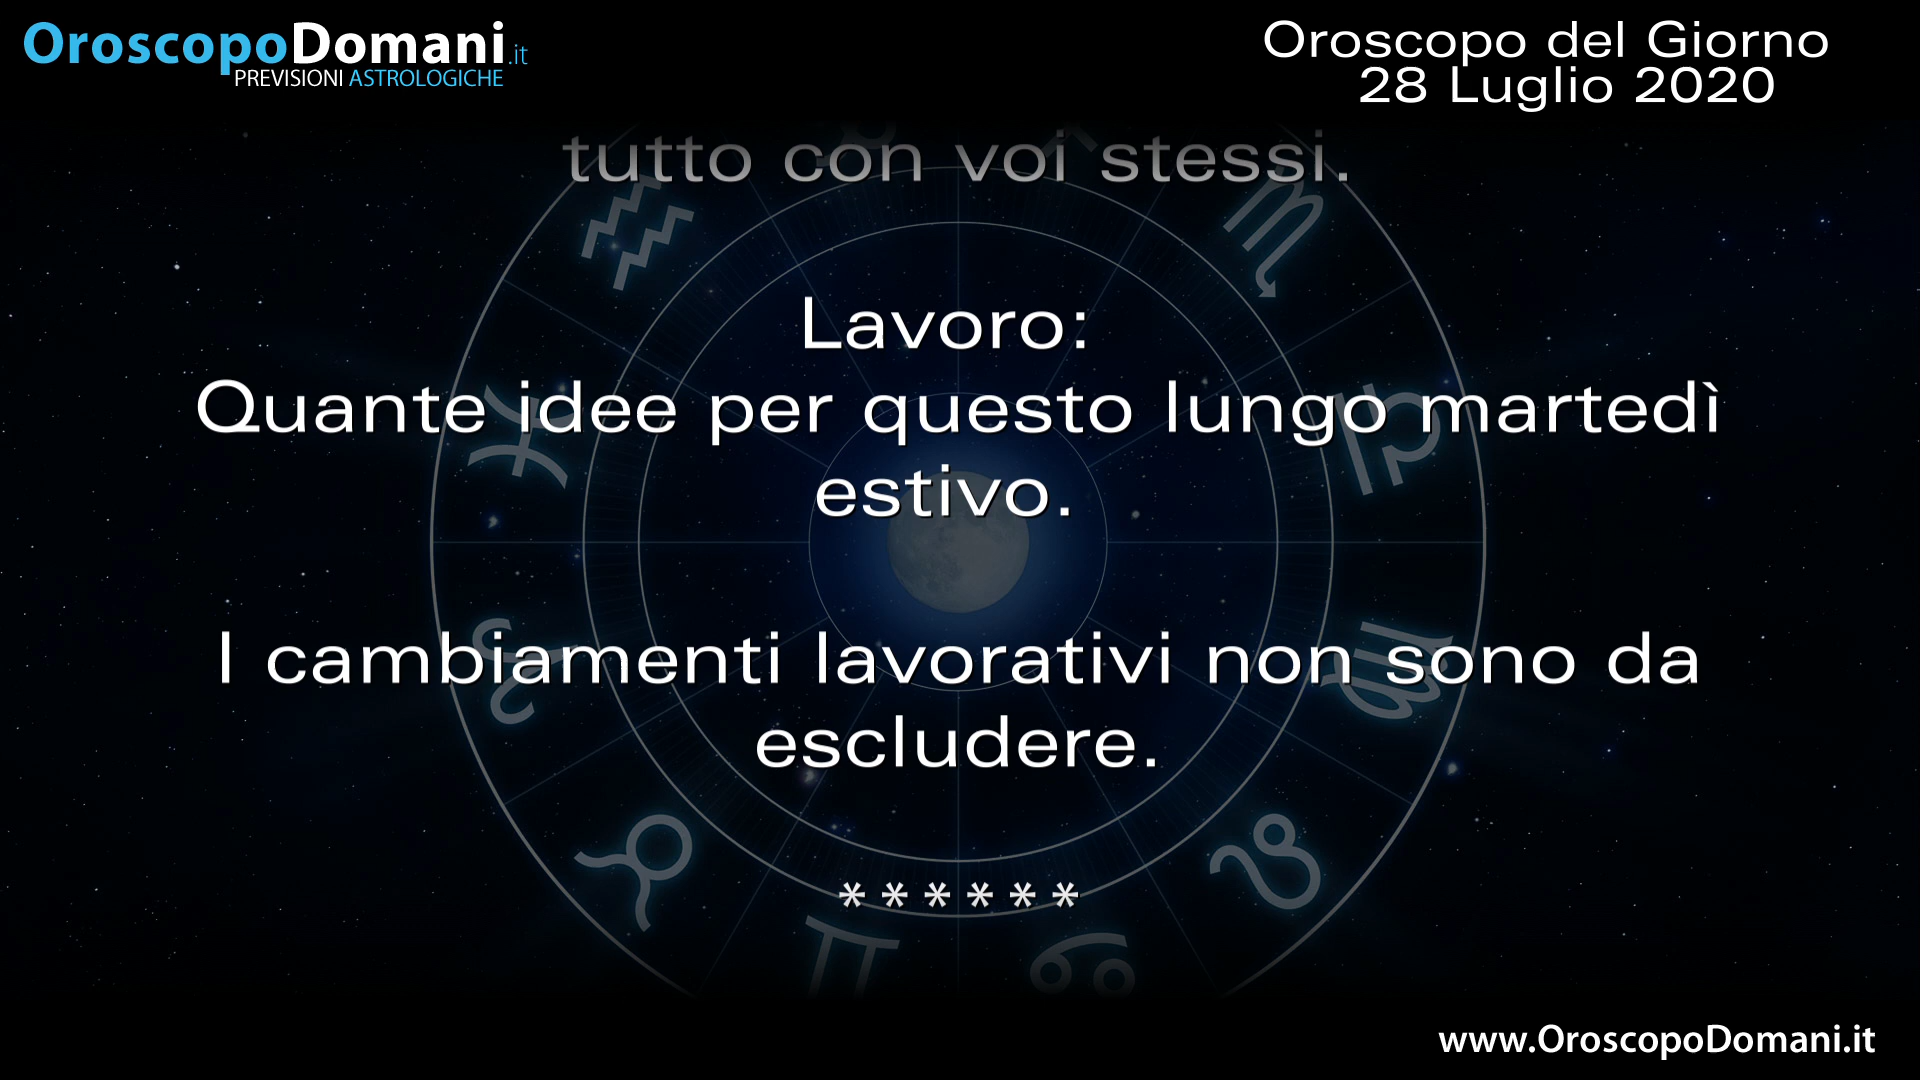 OroscopoDomani.it
PREVISIONI ASTROLOGICHE
Oroscopo del Giorno
28 Luglio 2020
tutto con voi stessi.
Lavoro:
Quante idee per questo lungo martedì
estivo.
I cambiamenti lavorativi non sono da
escludere.
******
www.OroscopoDomani.it